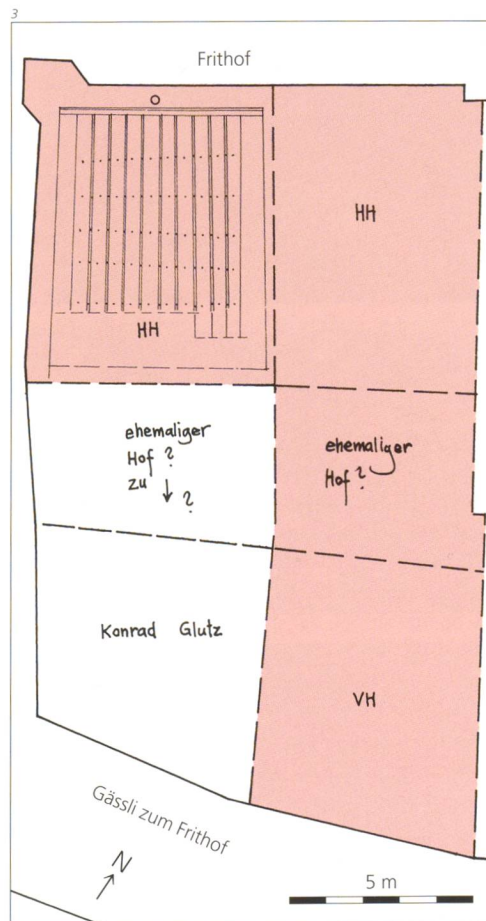 3
Frithof
HH
HH
ehemaliger
Hof ?
zu ↓ ?
ehemaliger
Hof ?
Konrad Glutz
VH
Gässli zum Frithof
N
5 m